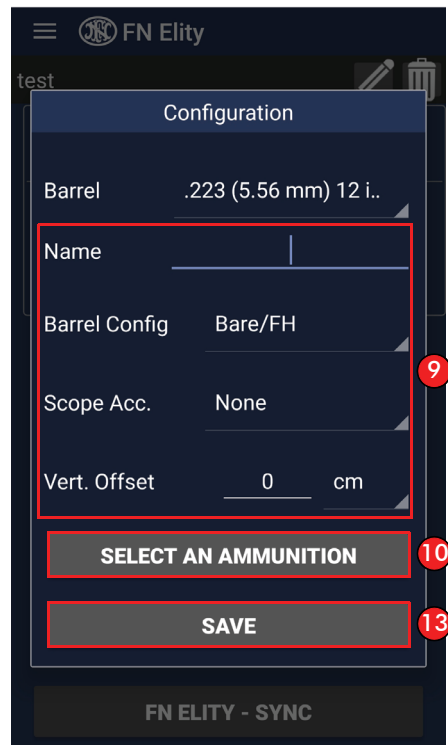 FN Elity
test
Configuration
Barrel .223 (5.56 mm) 12 i..
Name
Barrel Config Bare/FH
9
Scope Acc. None
Vert. Offset 0 cm
SELECT AN AMMUNITION 10
SAVE 13
FN ELITY - SYNC